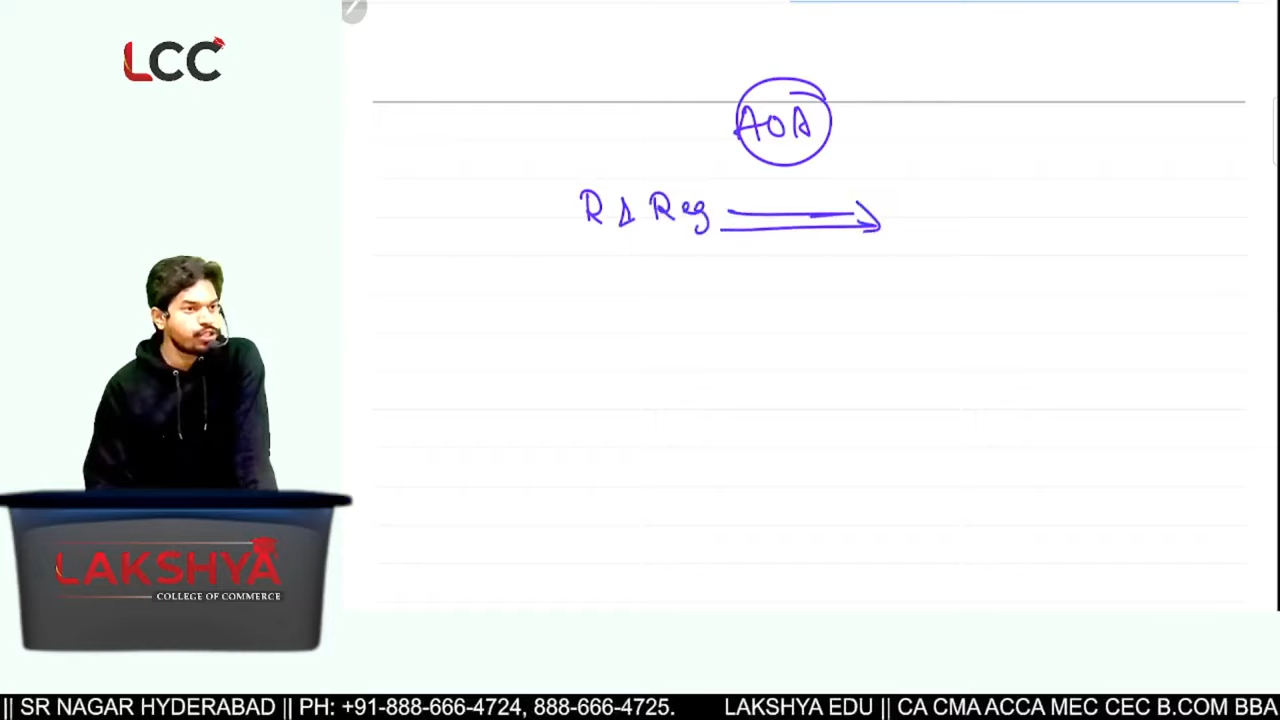 LCC
AOA
R & Reg
LAKSHYA
COLLEGE OF COMMERCE
|| SR NAGAR HYDERABAD || PH: +91-888-666-4724, 888-666-4725. LAKSHYA EDU || CA CMA ACCA MEC CEC B.COM BBA